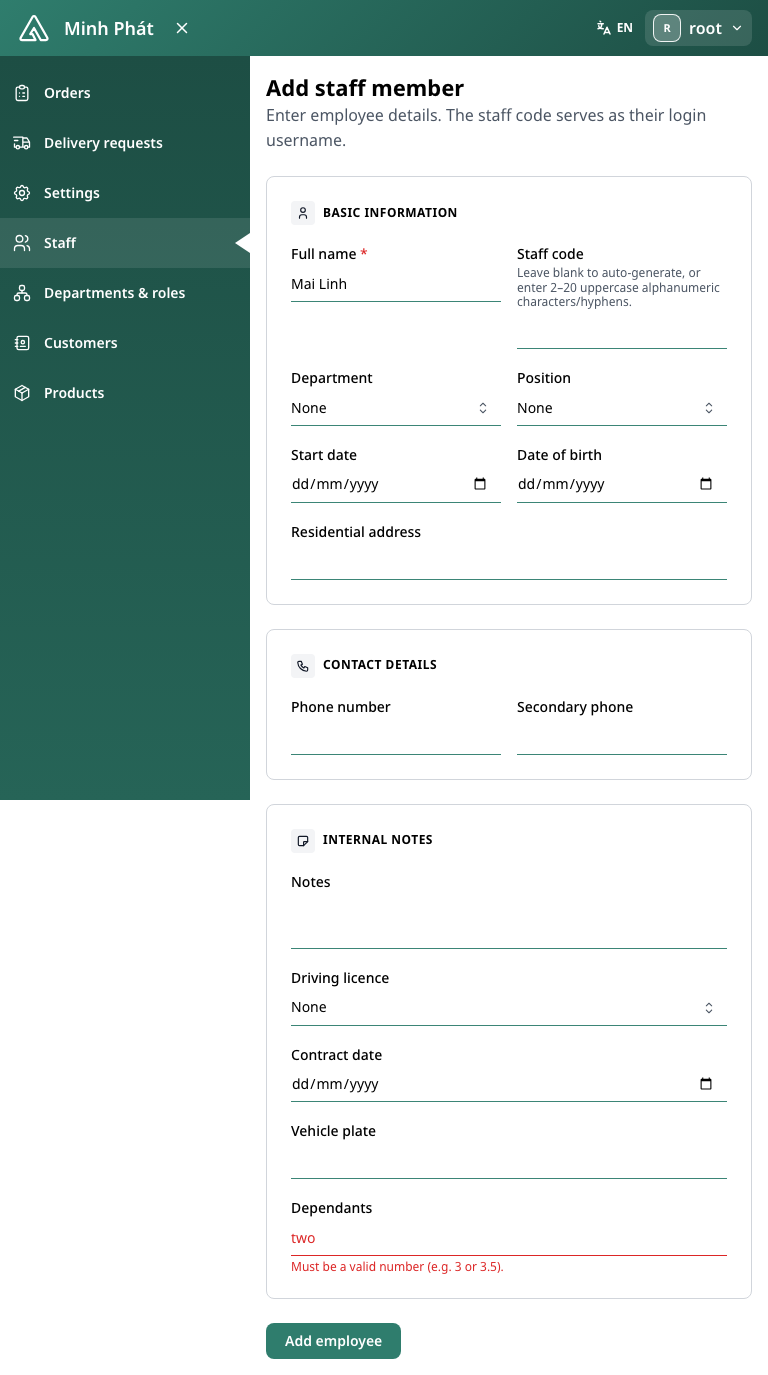 Minh Phát
EN
R
root
Orders
Delivery requests
Settings
Staff
Departments & roles
Customers
Products
Add staff member
Enter employee details. The staff code serves as their login
username.
BASIC INFORMATION
Full name *
Mai Linh
Staff code
Leave blank to auto-generate, or
enter 2–20 uppercase alphanumeric
characters/hyphens.
Department
None
Position
None
Start date
dd/mm/yyyy
Date of birth
dd/mm/yyyy
Residential address
CONTACT DETAILS
Phone number
Secondary phone
INTERNAL NOTES
Notes
Driving licence
None
Contract date
dd/mm/yyyy
Vehicle plate
Dependants
two
Must be a valid number (e.g. 3 or 3.5).
Add employee